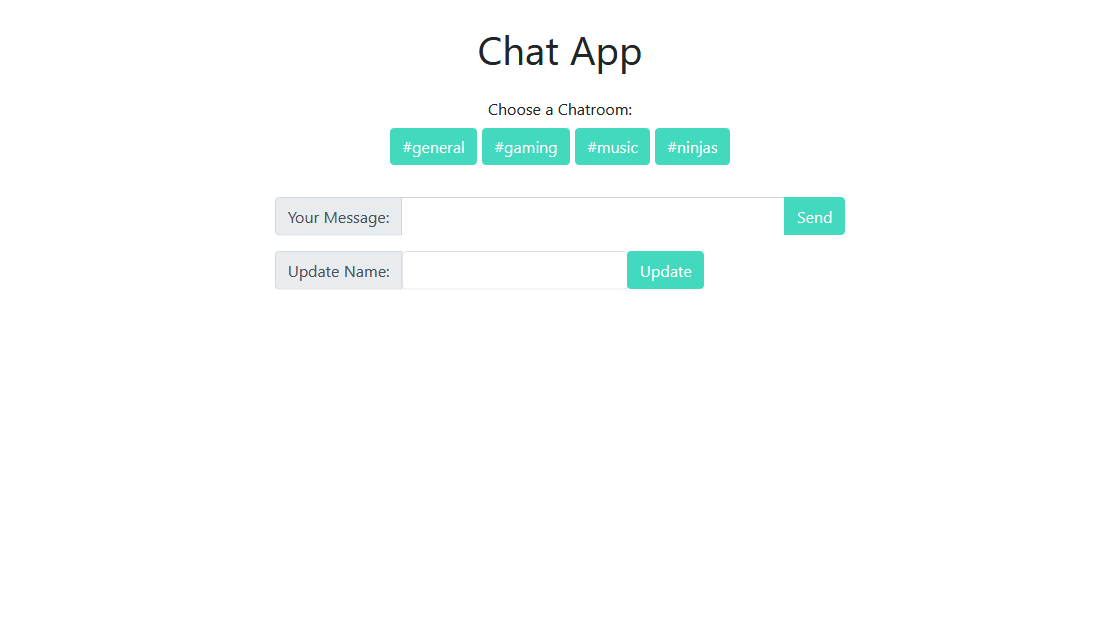 Chat App
Choose a Chatroom:
#general #gaming #music #ninjas
Your Message: Send
Update Name: Update